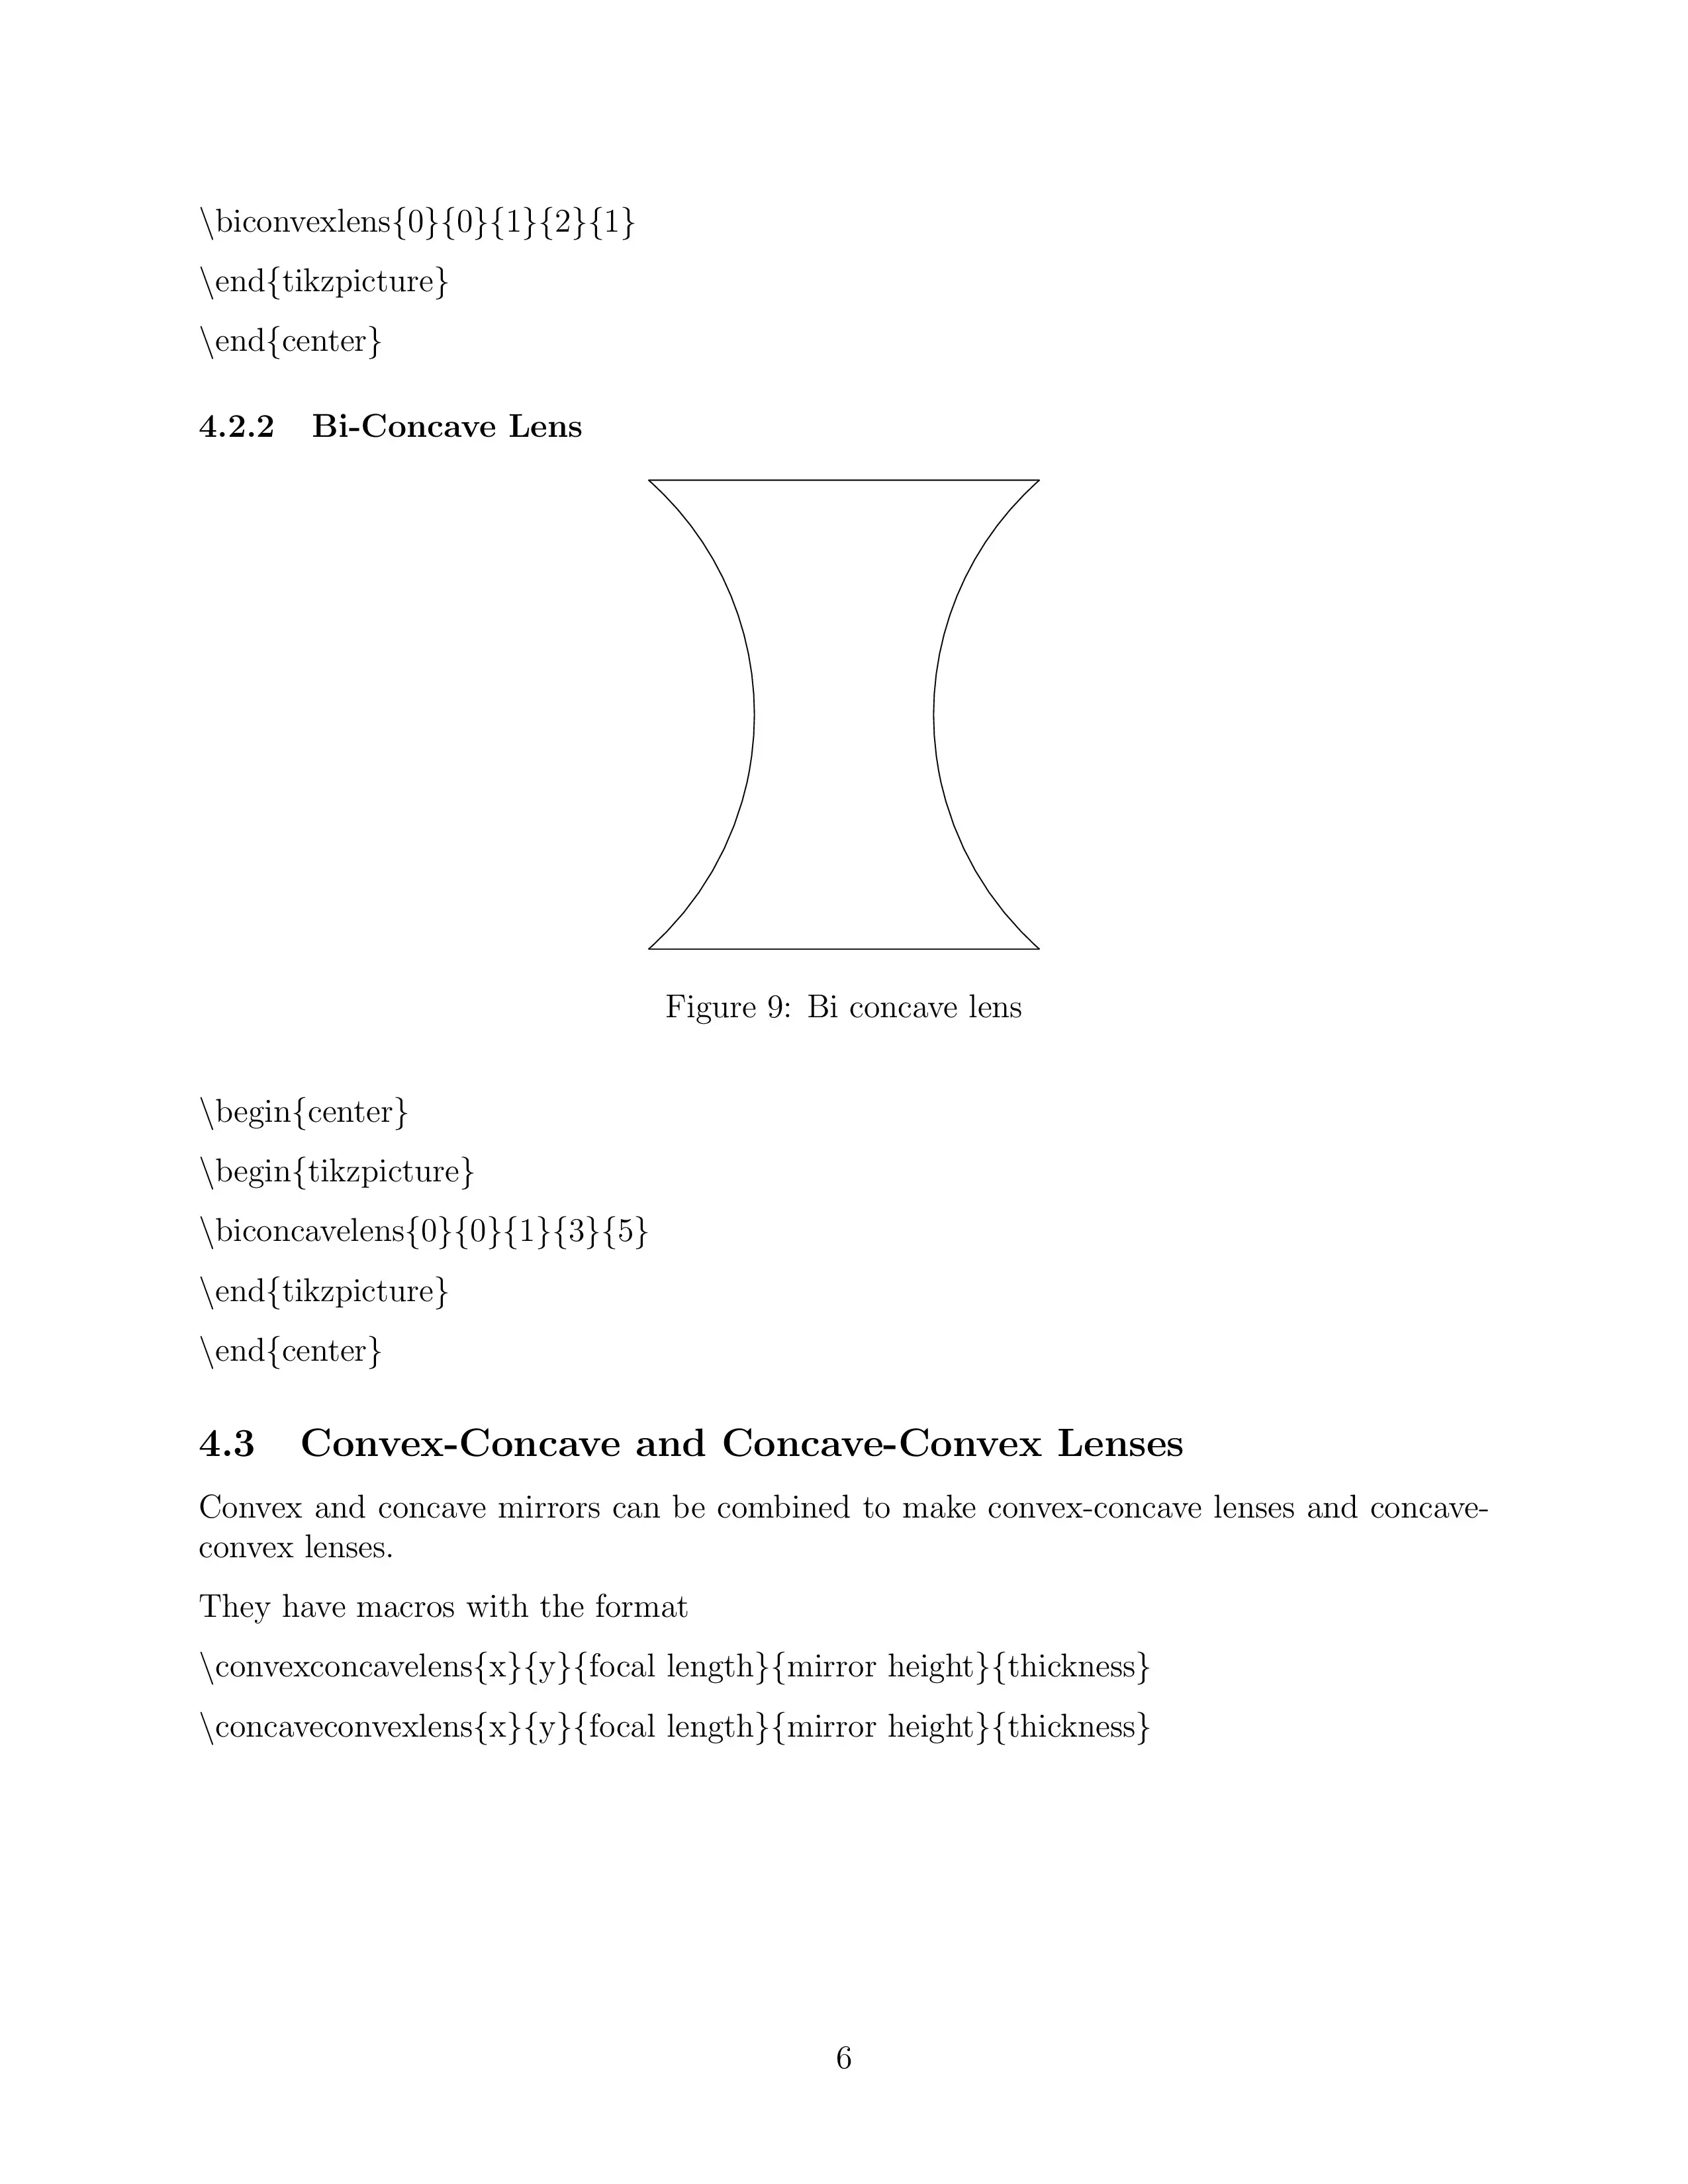 \biconvexlens{0}{0}{1}{2}{1}
\end{tikzpicture}
\end{center}
4.2.2 Bi-Concave Lens
Figure 9: Bi concave lens
\begin{center}
\begin{tikzpicture}
\biconcavelens{0}{0}{1}{3}{5}
\end{tikzpicture}
\end{center}
4.3 Convex-Concave and Concave-Convex Lenses
Convex and concave mirrors can be combined to make convex-concave lenses and concave-
convex lenses.
They have macros with the format
\convexconcavelens{x}{y}{focal length}{mirror height}{thickness}
\concaveconvexlens{x}{y}{focal length}{mirror height}{thickness}
6